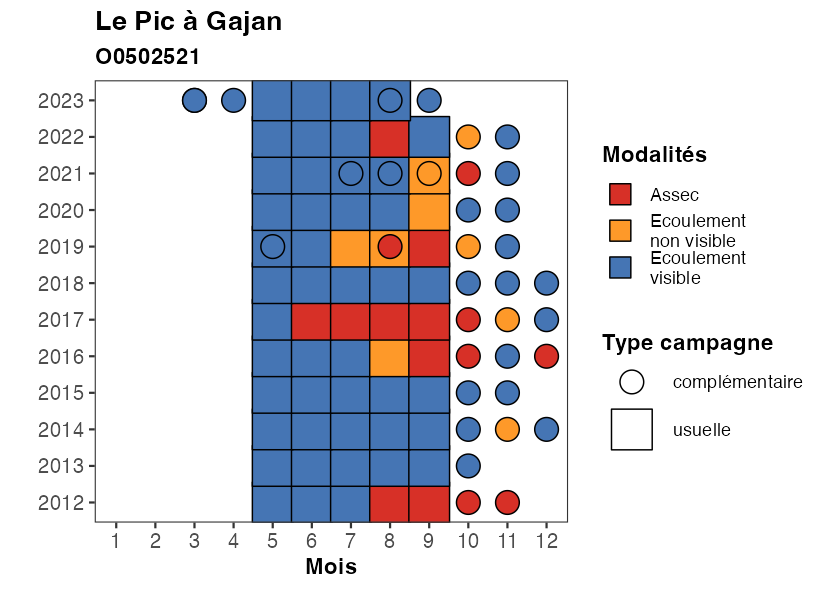 Le Pic à Gajan
O0502521
2023
2022
2021
2020
2019
2018
2017
2016
2015
2014
2013
2012
1 2 3 4 5 6 7 8 9 10 11 12
Mois
Modalités
Assec
Ecoulement
non visible
Ecoulement
visible
Type campagne
complémentaire
usuelle